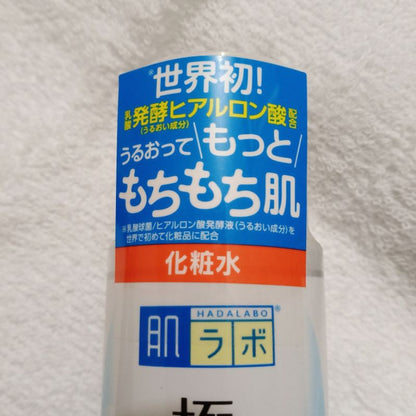 ※世界初!
乳酸発酵ヒアルロン酸配合
(うるおい成分)
うるおって\もっと/
もちもち肌
※乳酸球菌/ヒアルロン酸発酵液(うるおい成分)を
世界で初めて化粧品に配合
化粧水
HADALABO®
肌ラボ
極